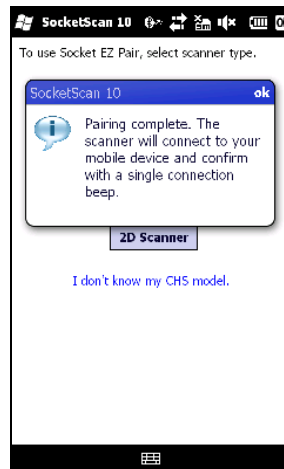 SocketScan 10
To use Socket EZ Pair, select scanner type.
SocketScan 10 ok
Pairing complete. The
scanner will connect to your
mobile device and confirm
with a single connection
beep.
2D Scanner
I don't know my CHS model.